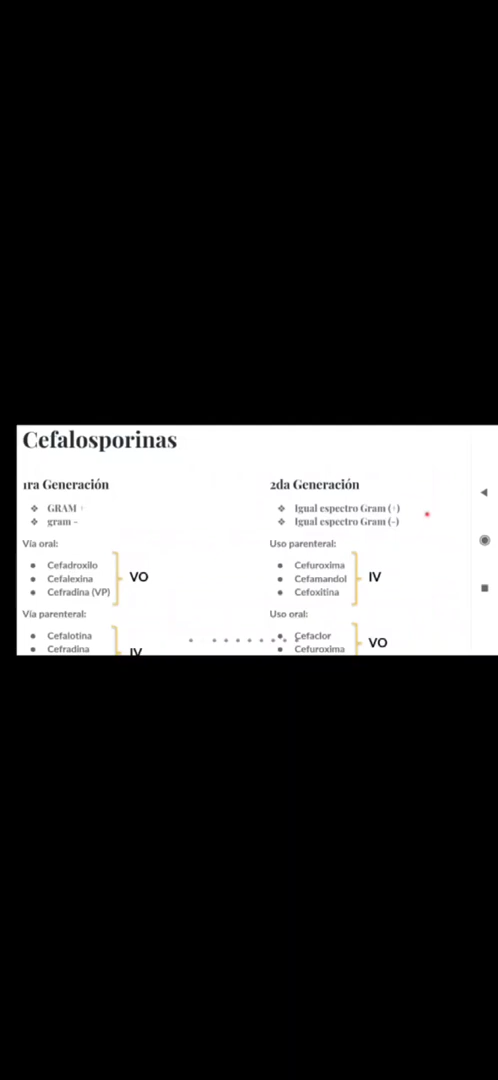 Cefalosporinas
1ra Generación
❖ GRAM +
❖ gram -
Vía oral:
● Cefadroxilo
● Cefalexina
● Cefradina (VP)
VO
Vía parenteral:
● Cefalotina
● Cefradina
IV
2da Generación
❖ Igual espectro Gram (+)
❖ Igual espectro Gram (-)
Uso parenteral:
● Cefuroxima
● Cefamandol
● Cefoxitina
IV
Uso oral:
● Cefaclor
● Cefuroxima
VO